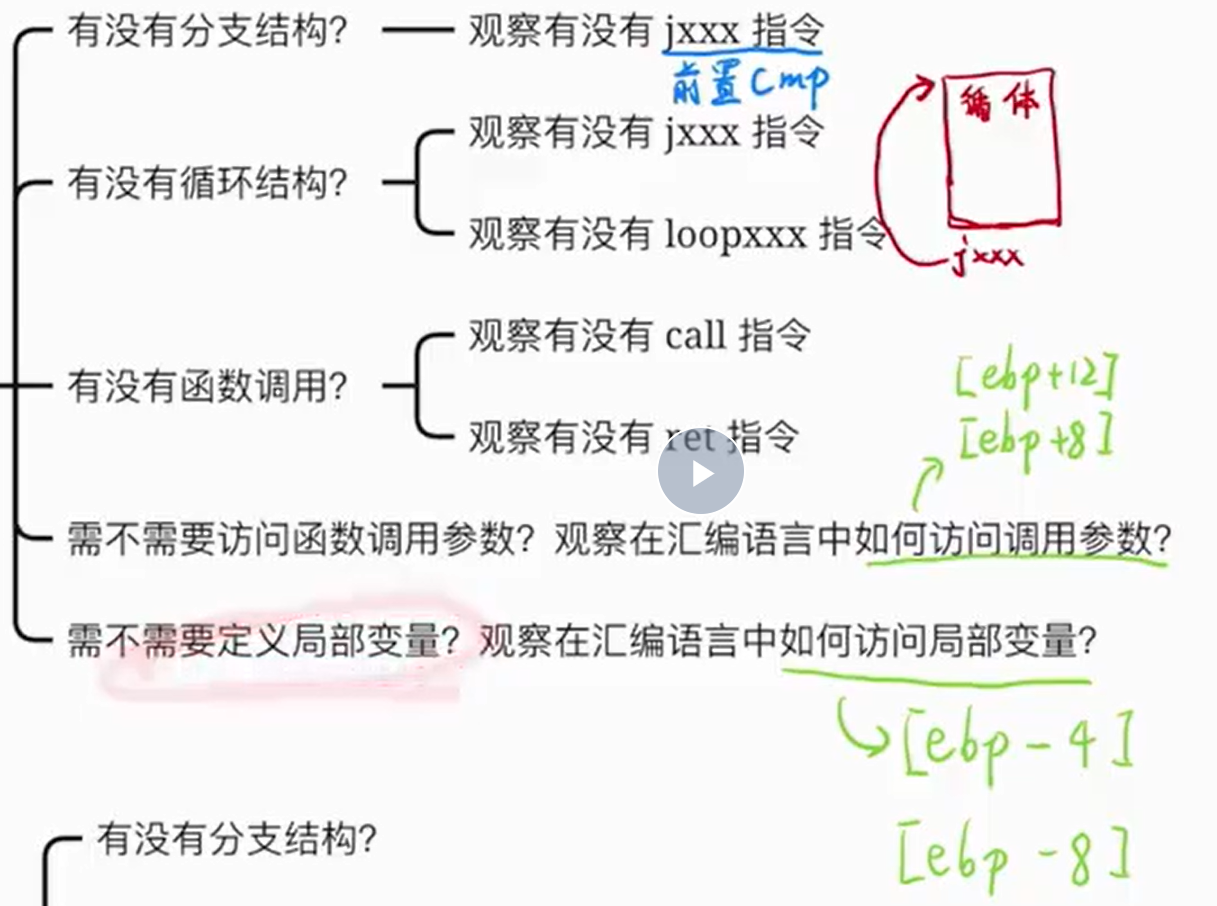 有没有分支结构? 观察有没有 jxxx 指令
前置 cmp
循 体
观察有没有 jxxx 指令
有没有循环结构?
观察有没有 loopxxx 指令
jxxx
观察有没有 call 指令
有没有函数调用?
[ebp+12]
观察有没有 ret 指令
[ebp+8]
需不需要访问函数调用参数? 观察在汇编语言中如何访问调用参数?
需不需要定义局部变量? 观察在汇编语言中如何访问局部变量?
[ebp-4]
有没有分支结构?
[ebp-8]